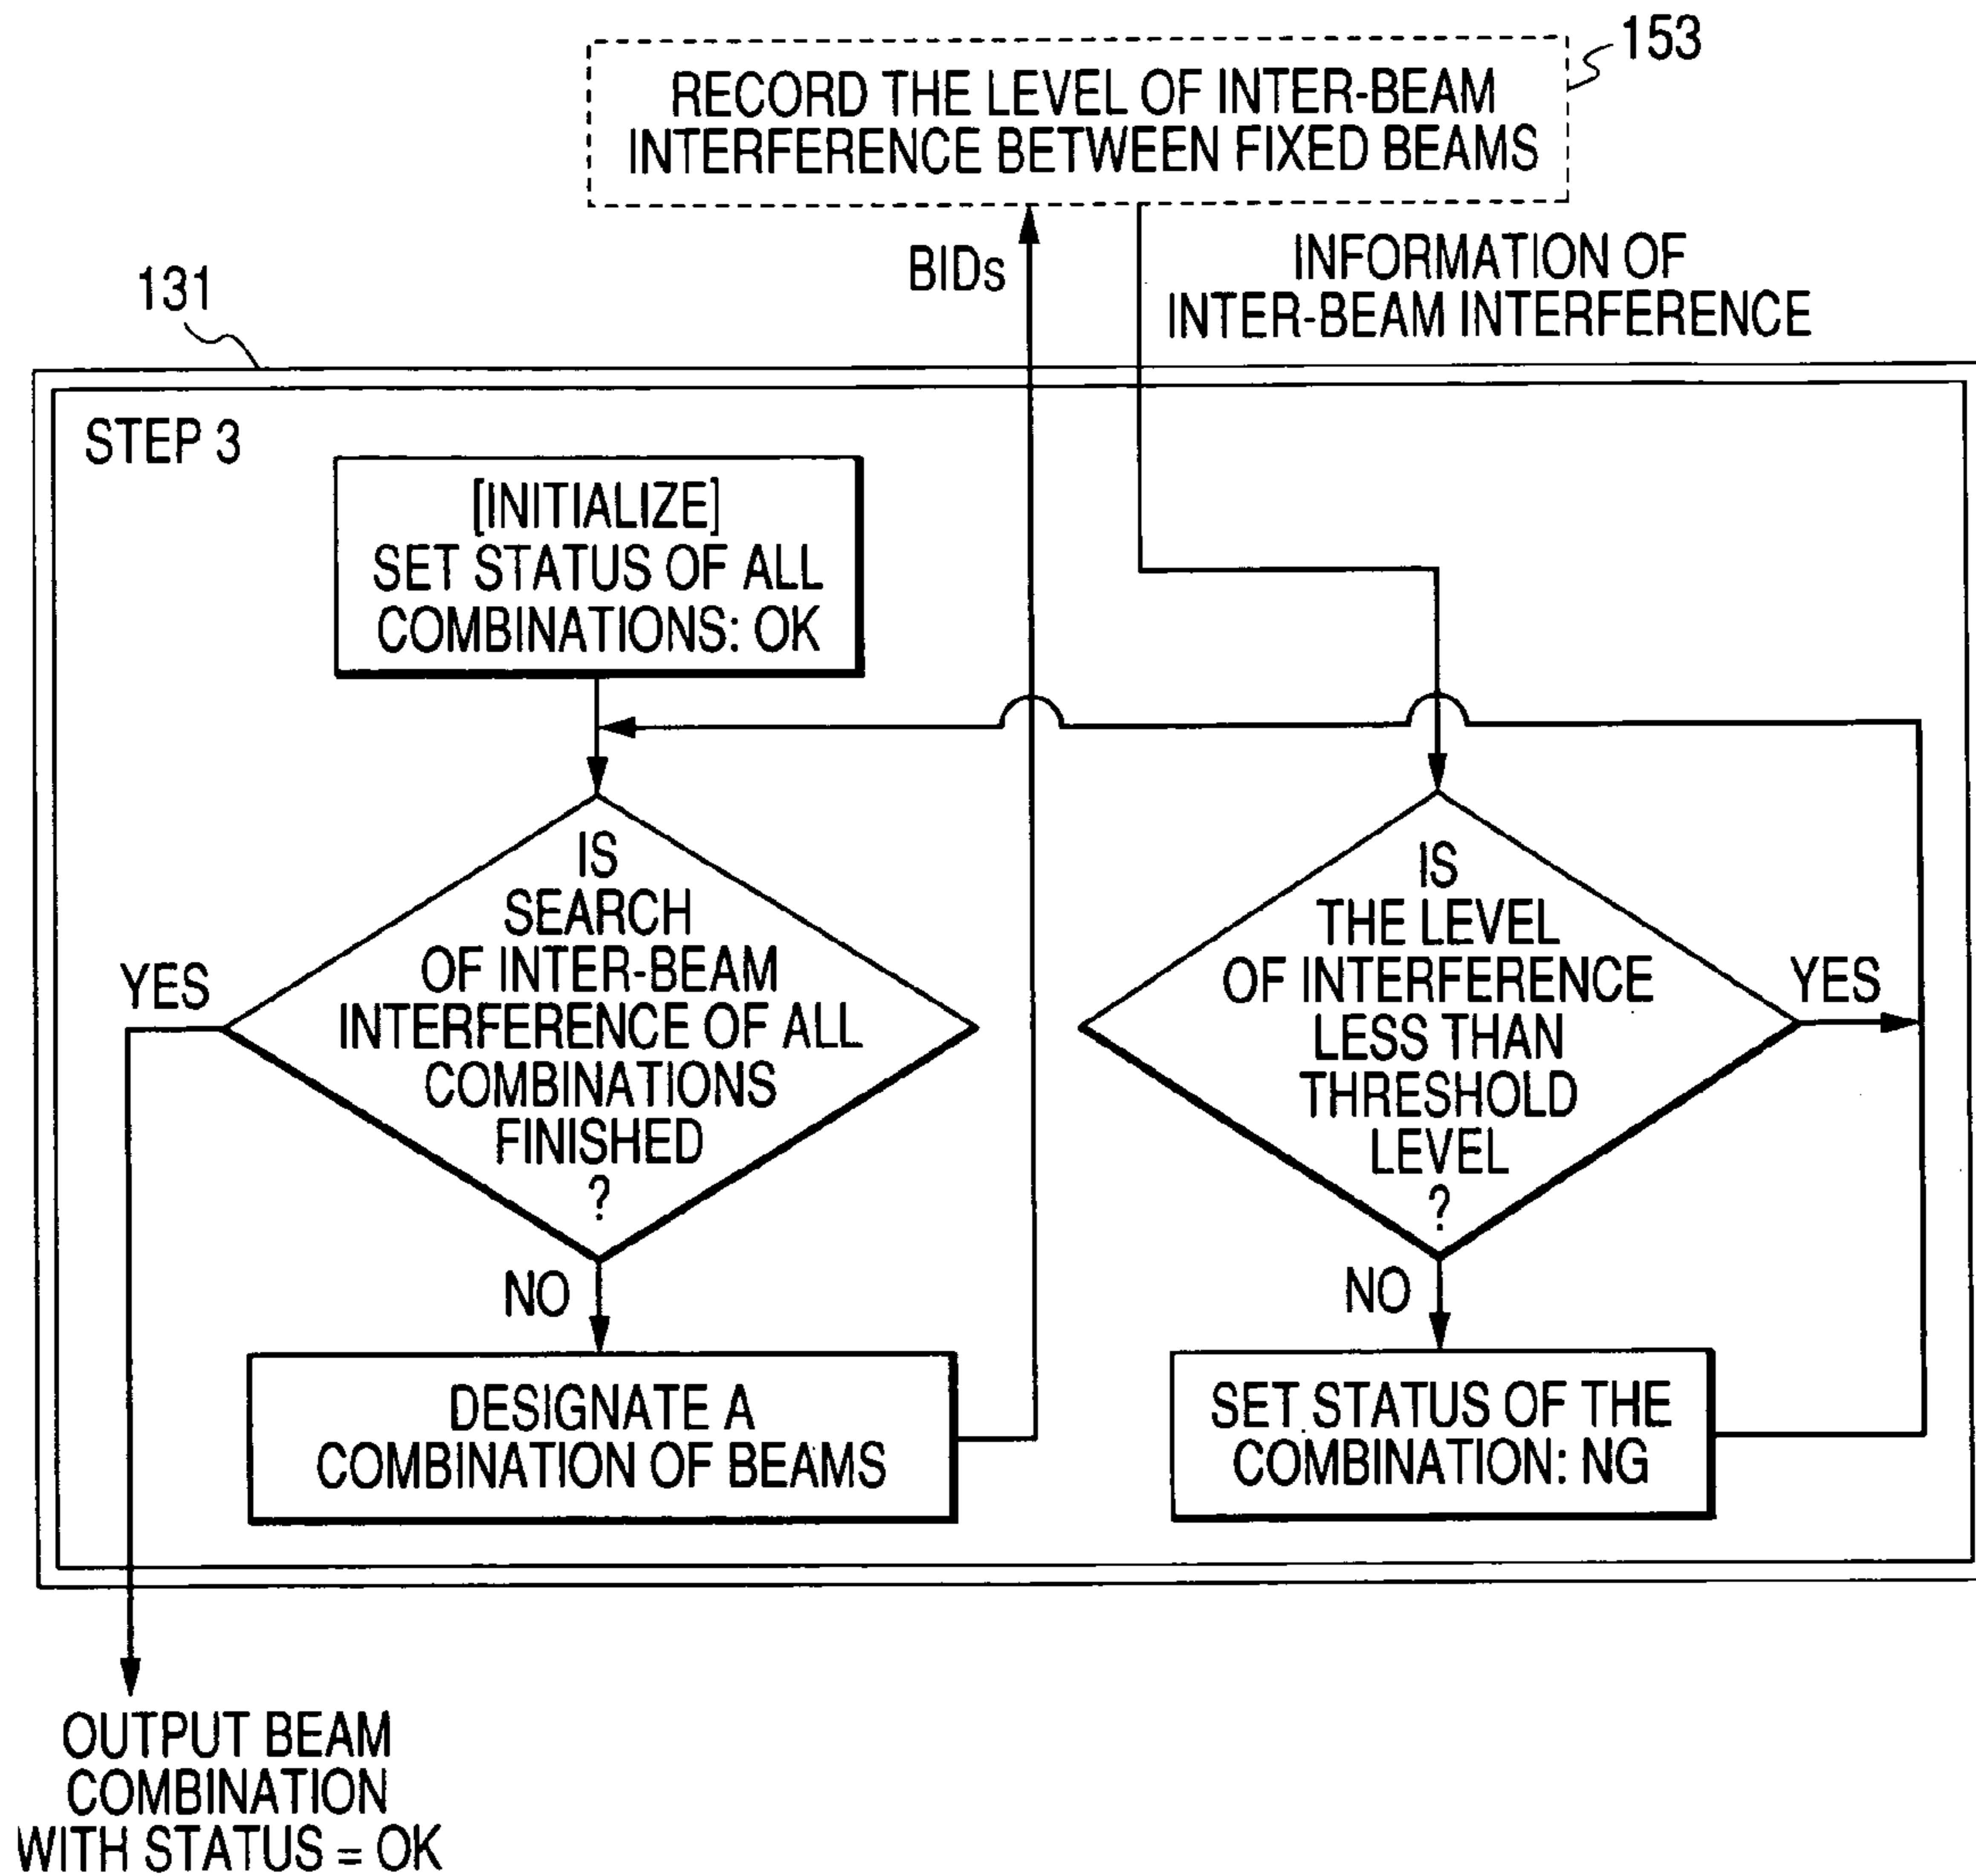 153
RECORD THE LEVEL OF INTER-BEAM
INTERFERENCE BETWEEN FIXED BEAMS
BIDs
INFORMATION OF
INTER-BEAM INTERFERENCE
131
STEP 3
[INITIALIZE]
SET STATUS OF ALL
COMBINATIONS: OK
IS
SEARCH
OF INTER-BEAM
INTERFERENCE OF ALL
COMBINATIONS
FINISHED
?
YES
NO
IS
THE LEVEL
OF INTERFERENCE
LESS THAN
THRESHOLD
LEVEL
?
YES
NO
DESIGNATE A
COMBINATION OF BEAMS
SET STATUS OF THE
COMBINATION: NG
OUTPUT BEAM
COMBINATION
WITH STATUS = OK